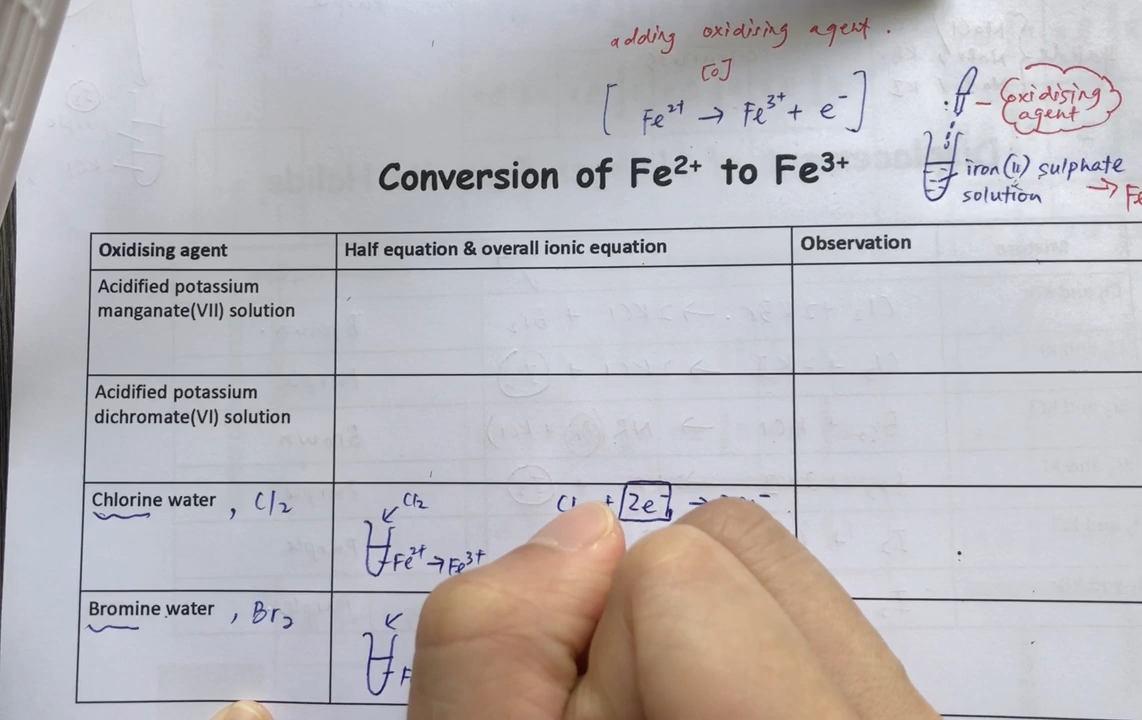 adding oxidising agent.
[O]
[ Fe²⁺ → Fe³⁺ + e⁻ ]
oxidising
agent
iron(ii) sulphate
solution → Fe
Conversion of Fe²⁺ to Fe³⁺
Oxidising agent
Half equation & overall ionic equation
Observation
Acidified potassium
manganate(VII) solution
Acidified potassium
dichromate(VI) solution
Chlorine water , Cl₂
Cl₂
2e⁻ →
Fe²⁺ → Fe³⁺
Bromine water , Br₂
F